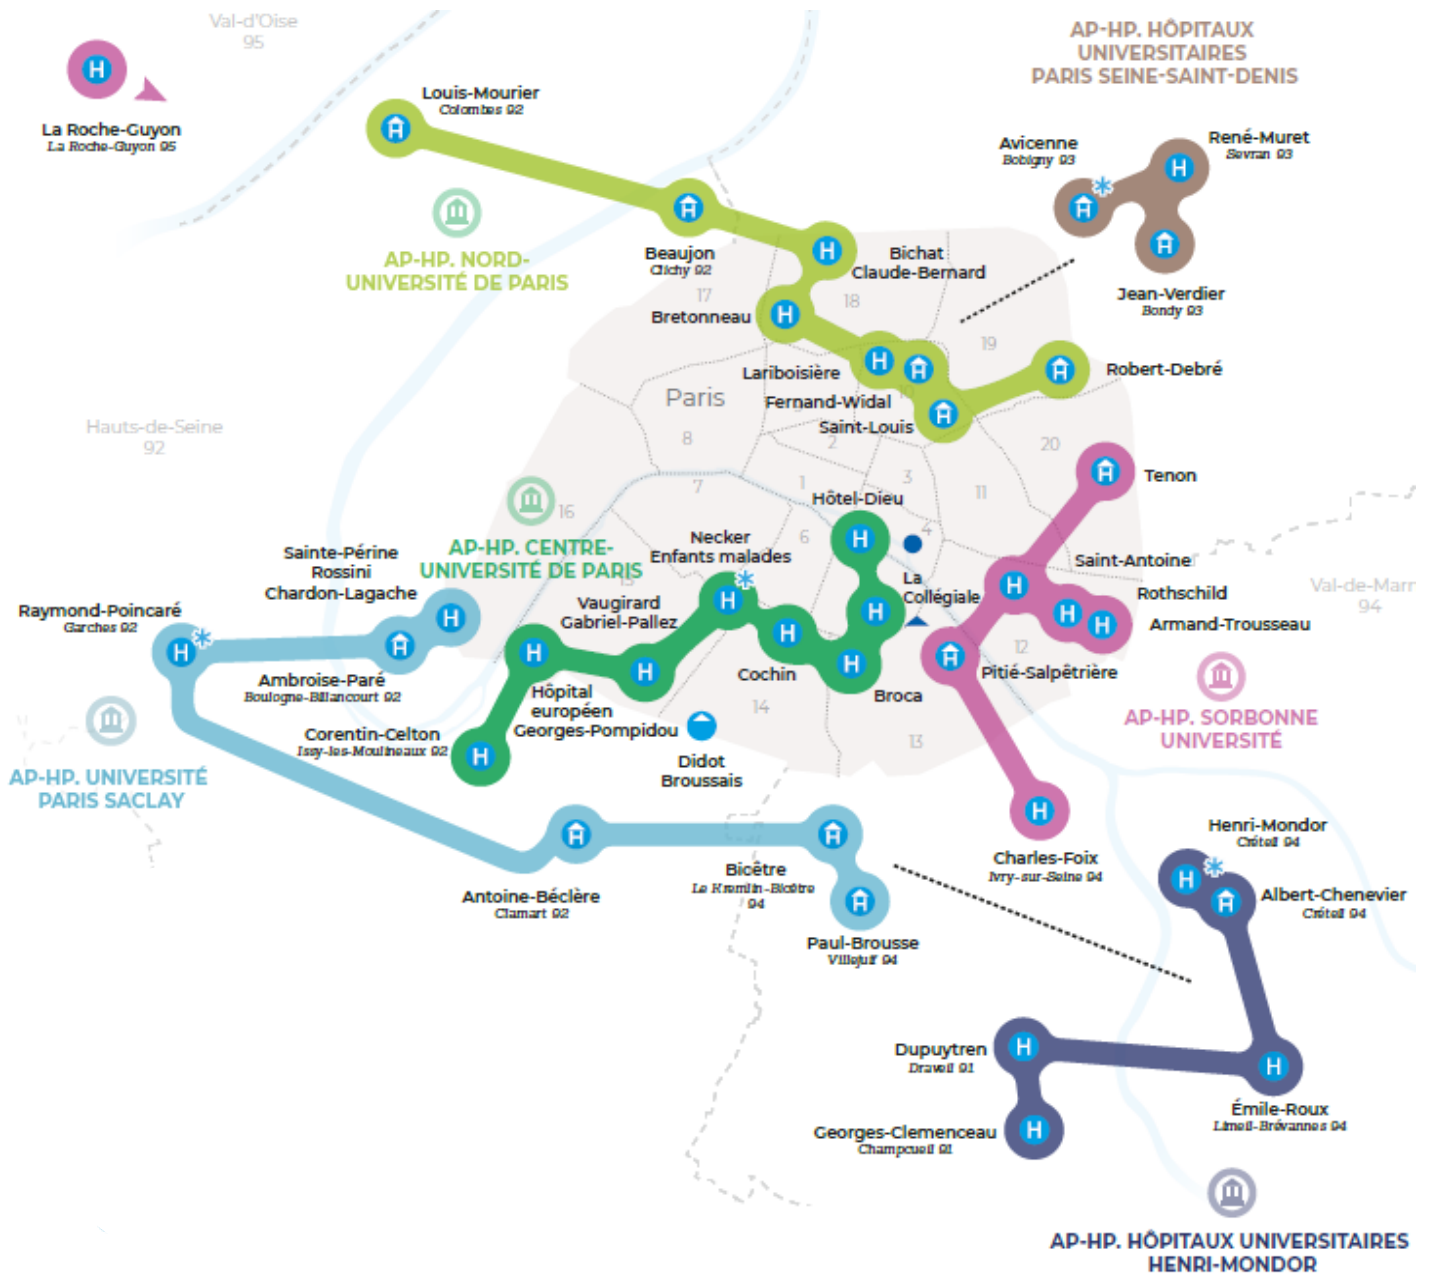 Val-d'Oise
95
AP-HP. HÔPITAUX
UNIVERSITAIRES
PARIS SEINE-SAINT-DENIS
H
La Roche-Guyon
La Roche-Guyon 95
Louis-Mourier
Colombes 92
H
Avicenne
Bobigny 93
René-Muret
Sevran 93
H
H
H
Jean-Verdier
Bondy 93
AP-HP. NORD-
UNIVERSITÉ DE PARIS
H
Beaujon
Clichy 92
H
Bichat
Claude-Bernard
17
18
Bretonneau
H
19
Lariboisière
H
H
10
Fernand-Widal
Saint-Louis
H
H
Robert-Debré
Paris
Hauts-de-Seine
92
8
9
2
20
Tenon
H
7
1
3
11
16
Hôtel-Dieu
H
6
4
AP-HP. CENTRE-
UNIVERSITÉ DE PARIS
15
Necker
Enfants malades
H
La
Collégiale
H
Saint-Antoine
H
Rothschild
H
Armand-Trousseau
H
Val-de-Marr
94
Sainte-Périne
Rossini
Chardon-Lagache
H
Raymond-Poincaré
Garches 92
H
Vaugirard
Gabriel-Pallez
H
Cochin
H
Broca
H
12
Pitié-Salpêtrière
H
Ambroise-Paré
Boulogne-Billancourt 92
H
Hôpital
européen
Georges-Pompidou
H
Corentin-Celton
Issy-les-Moulineaux 92
H
14
13
Didot
Broussais
AP-HP. SORBONNE
UNIVERSITÉ
AP-HP. UNIVERSITÉ
PARIS SACLAY
H
Antoine-Béclère
Clamart 92
H
Bicêtre
Le Kremlin-Bicêtre
94
H
Paul-Brousse
Villejuif 94
H
Charles-Foix
Ivry-sur-Seine 94
Henri-Mondor
Créteil 94
H
H
Albert-Chenevier
Créteil 94
Dupuytren
Draveil 91
H
H
Émile-Roux
Limeil-Brévannes 94
Georges-Clemenceau
Champcueil 91
H
AP-HP. HÔPITAUX UNIVERSITAIRES
HENRI-MONDOR